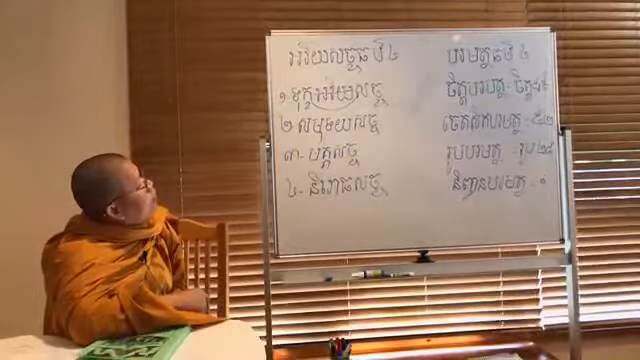 អរិយសច្ចធម៌ ៤
១ ទុក្ខអរិយសច្ច
២ សមុទយសច្ច
៣ មគ្គសច្ច
៤ និរោធសច្ច
បរមត្ថធម៌ ៤
ចិត្តបរមត្ថ ចិត្ត
ចេតសិកបរមត្ថ ៥២
រូបបរមត្ថ រូប ២៨
និព្វានបរមត្ថ ១